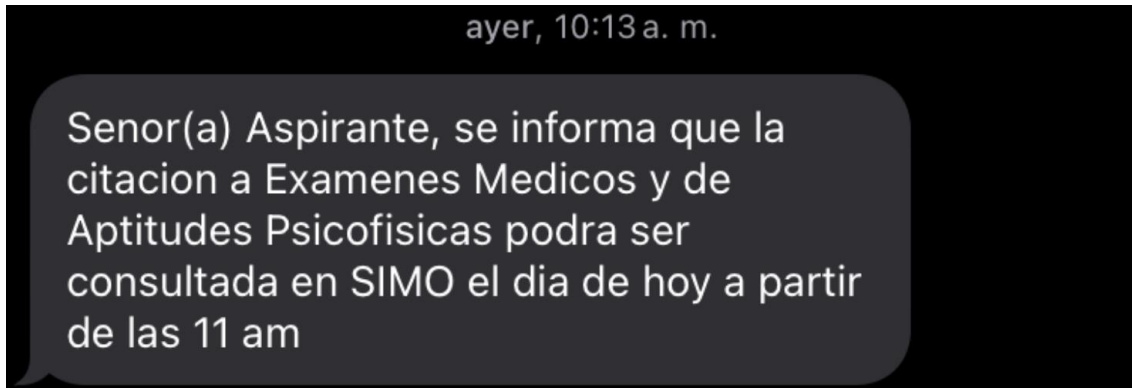 ayer, 10:13 a. m.
Senor(a) Aspirante, se informa que la
citacion a Examenes Medicos y de
Aptitudes Psicofisicas podra ser
consultada en SIMO el dia de hoy a partir
de las 11 am